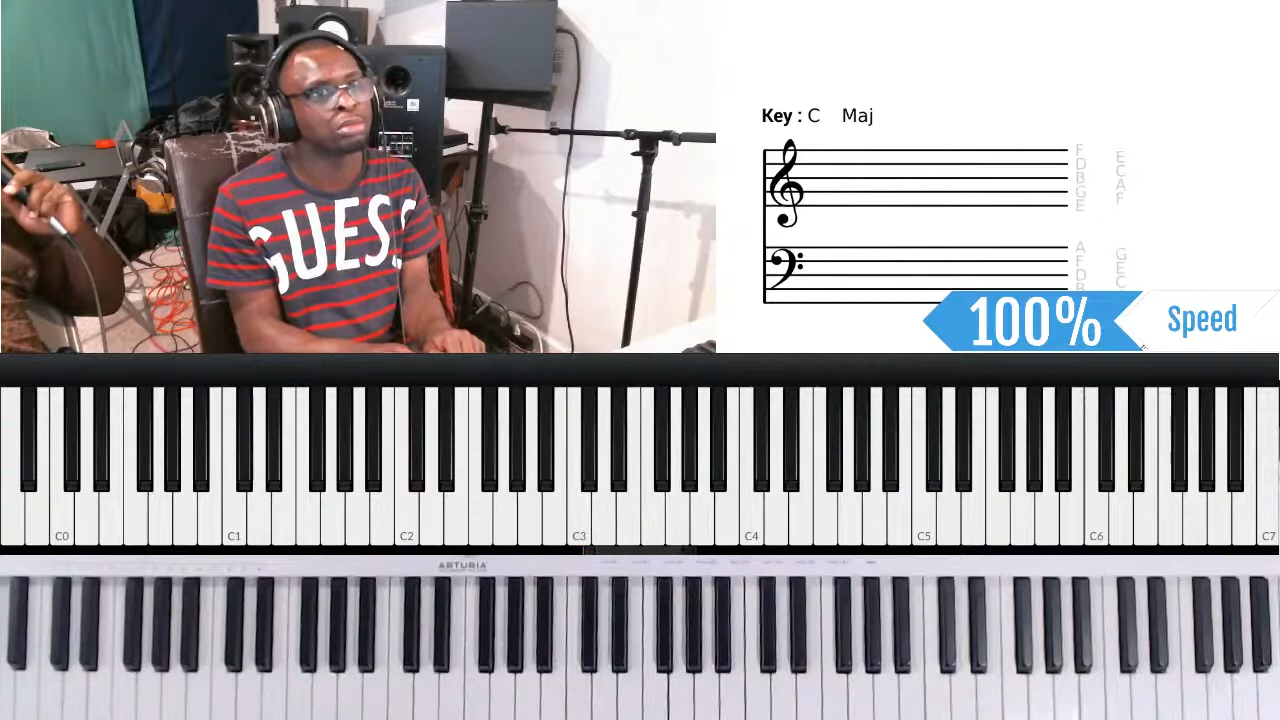 GUESS
Key : C Maj
F
D
B
G
E
E
C
A
F
A
F
D
B
G
E
C
100% Speed
C0 C1 C2 C3 C4 C5 C6 C7
ARTURIA